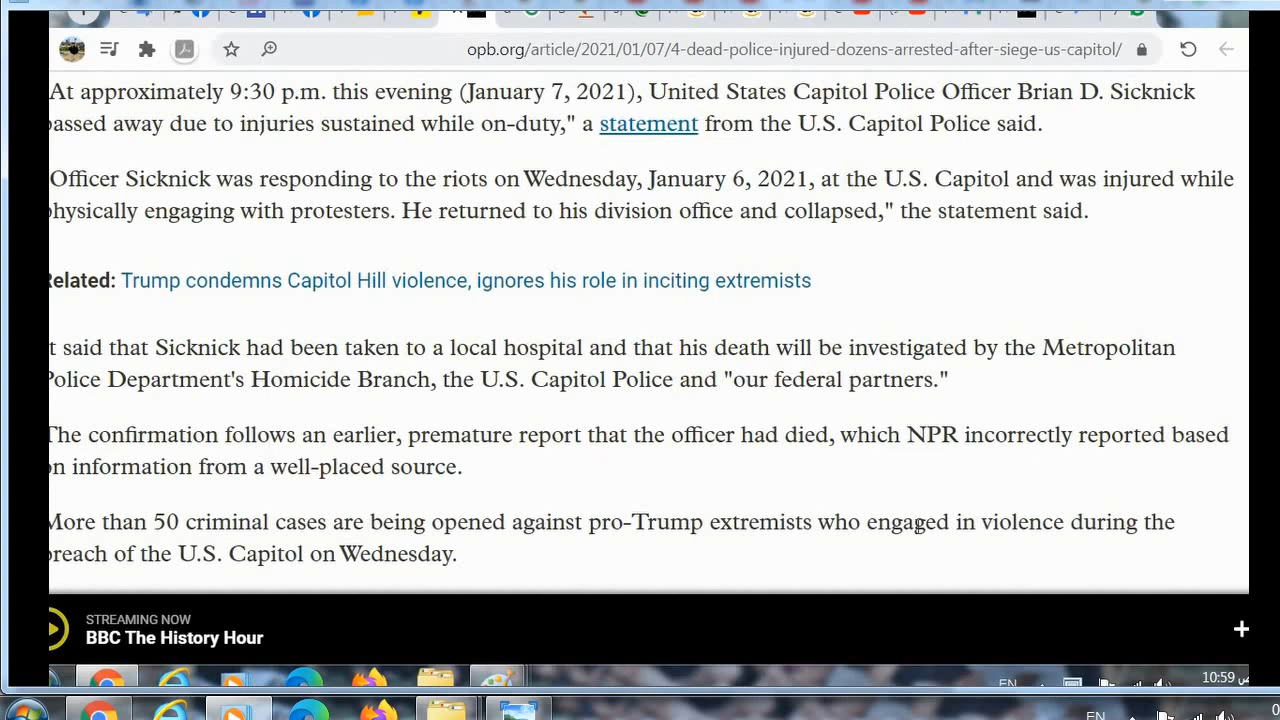 opb.org/article/2021/01/07/4-dead-police-injured-dozens-arrested-after-siege-us-capitol/
At approximately 9:30 p.m. this evening (January 7, 2021), United States Capitol Police Officer Brian D. Sicknick
passed away due to injuries sustained while on-duty," a statement from the U.S. Capitol Police said.
Officer Sicknick was responding to the riots on Wednesday, January 6, 2021, at the U.S. Capitol and was injured while
physically engaging with protesters. He returned to his division office and collapsed," the statement said.
Related: Trump condemns Capitol Hill violence, ignores his role in inciting extremists
t said that Sicknick had been taken to a local hospital and that his death will be investigated by the Metropolitan
Police Department's Homicide Branch, the U.S. Capitol Police and "our federal partners."
The confirmation follows an earlier, premature report that the officer had died, which NPR incorrectly reported based
on information from a well-placed source.
More than 50 criminal cases are being opened against pro-Trump extremists who engaged in violence during the
breach of the U.S. Capitol on Wednesday.
STREAMING NOW
BBC The History Hour
EN 10:59
EN